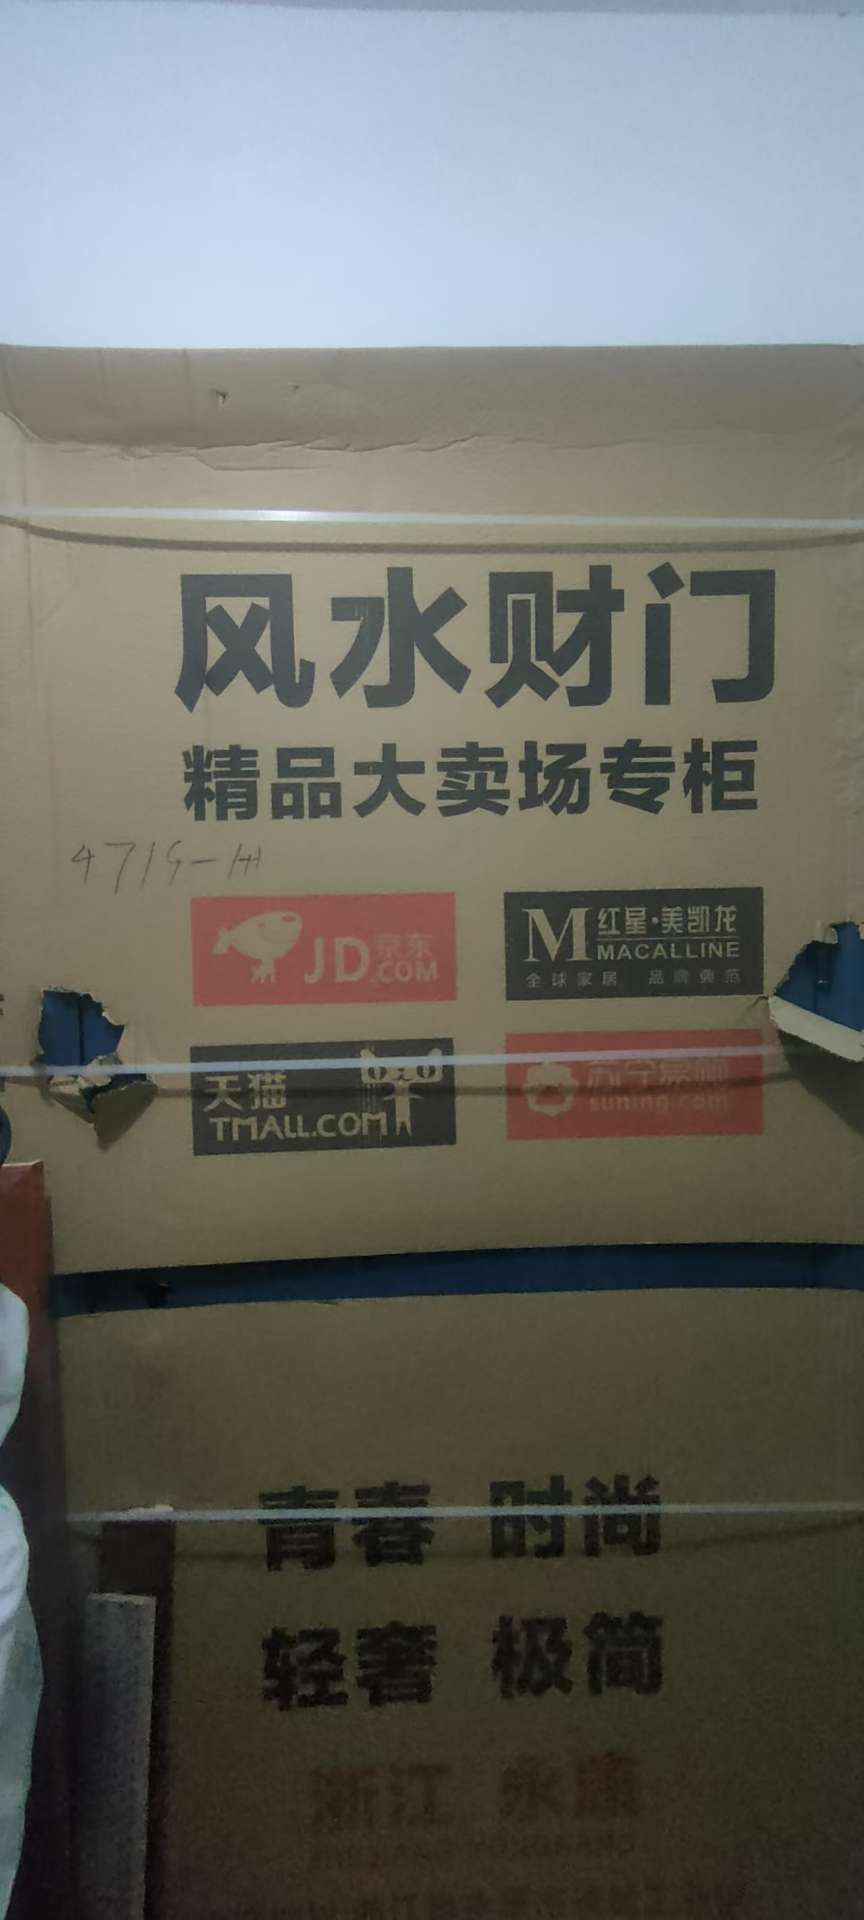 风水财门
精品大卖场专柜
JD京东
.COM
M 红星·美凯龙
MACALLINE
全球家居 品牌典范
天猫
TMALL.COM
苏宁易购
suning.com
青春 时尚
轻奢 极简
浙江 永康